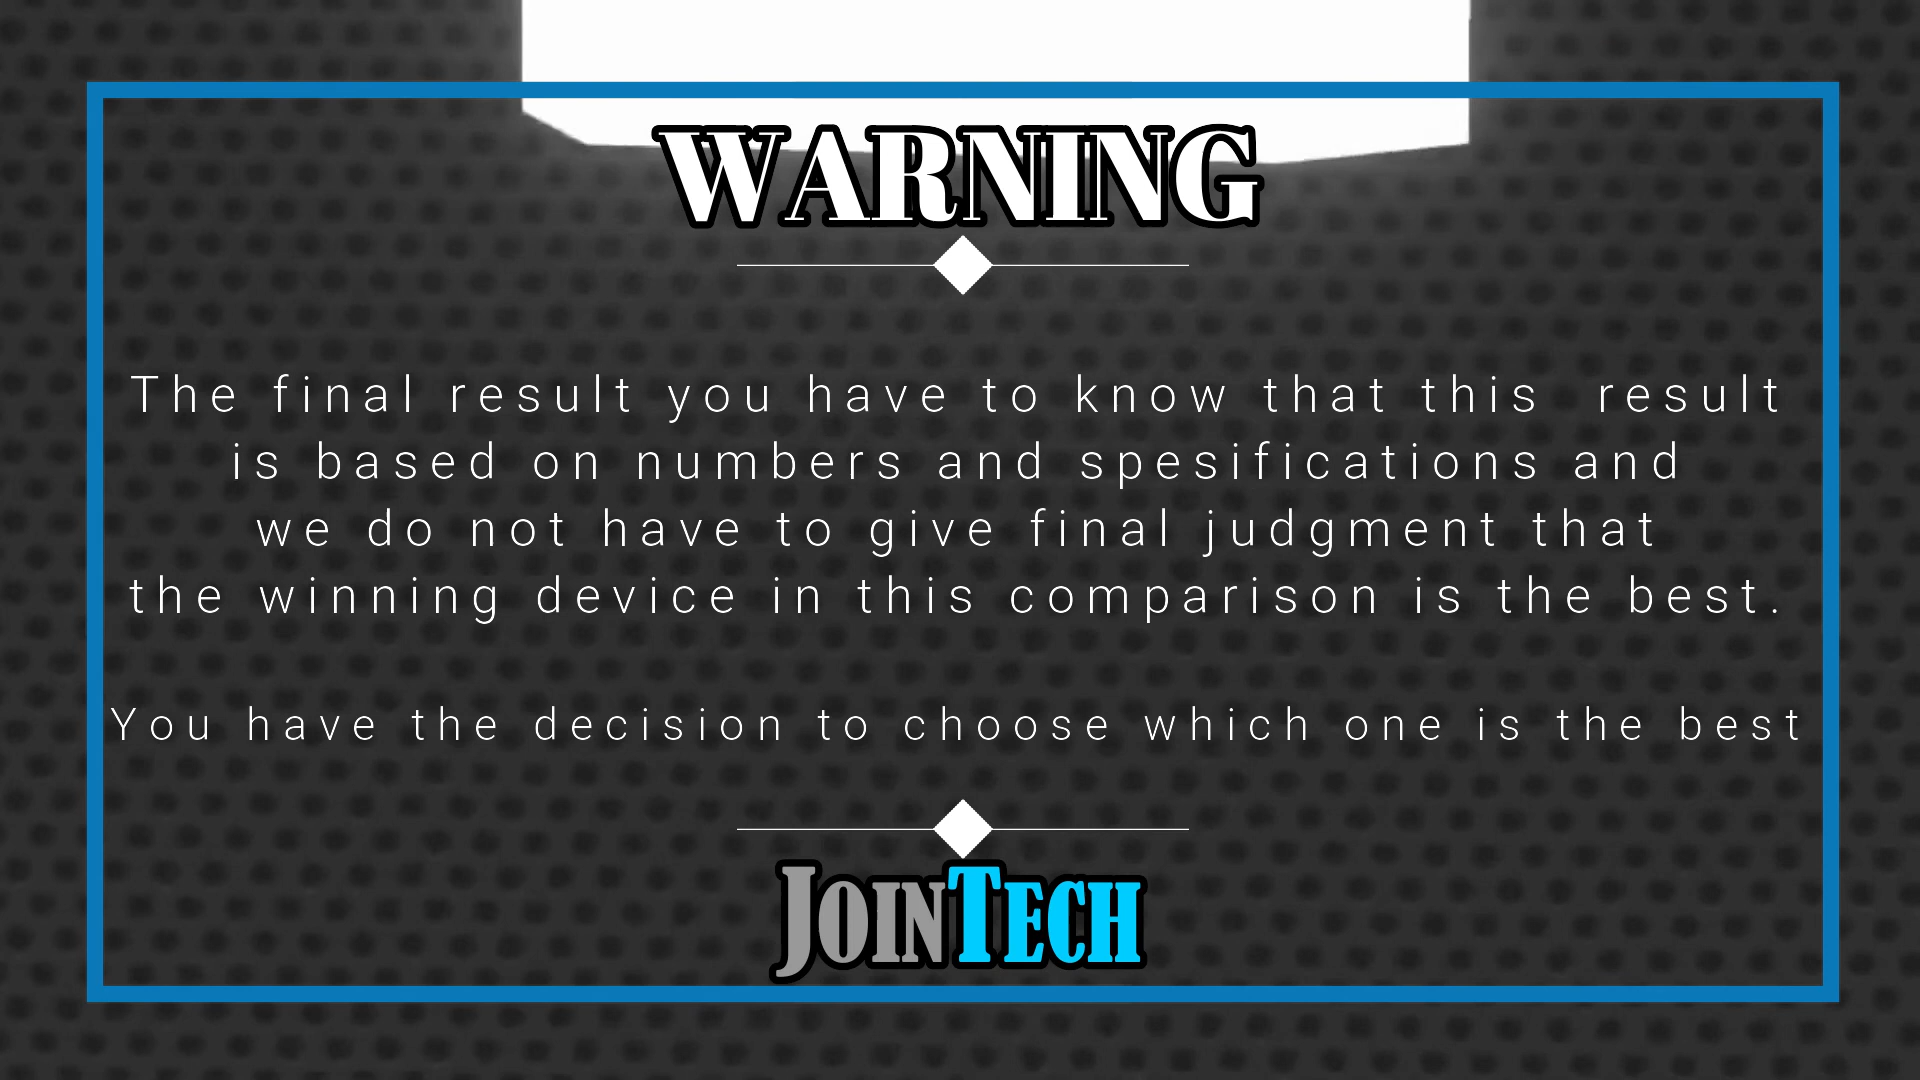 WARNING
The final result you have to know that this result
is based on numbers and spesifications and
we do not have to give final judgment that
the winning device in this comparison is the best.
You have the decision to choose which one is the best
JOINTECH